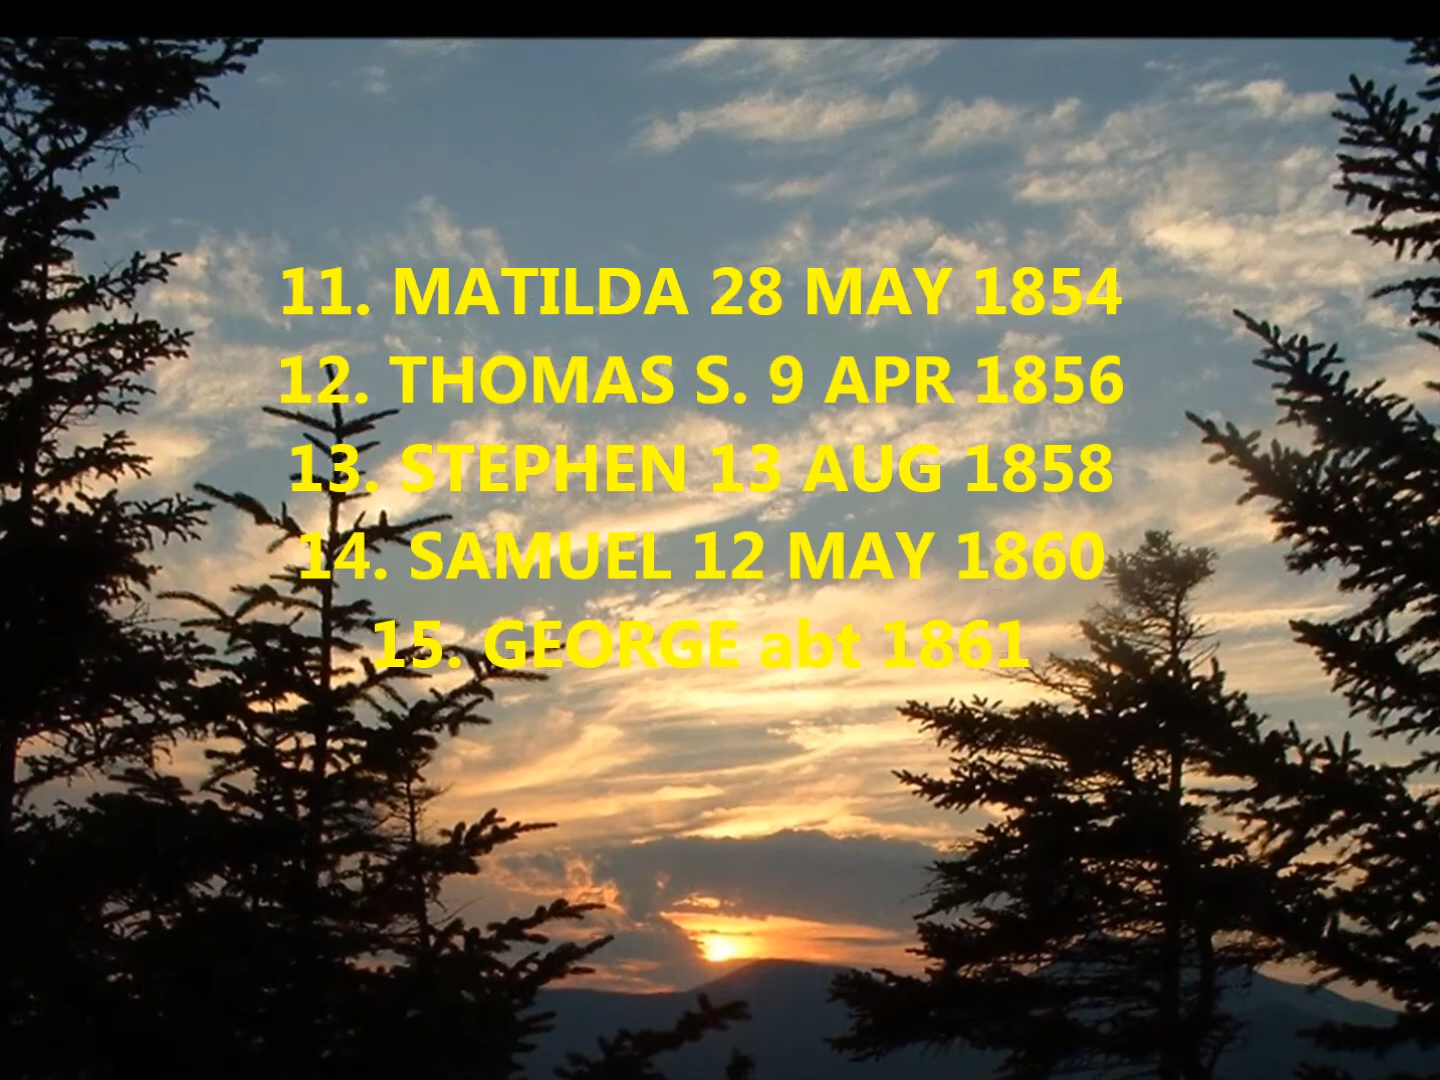 11. MATILDA 28 MAY 1854
12. THOMAS S. 9 APR 1856
13. STEPHEN 13 AUG 1858
14. SAMUEL 12 MAY 1860
15. GEORGE abt 1861